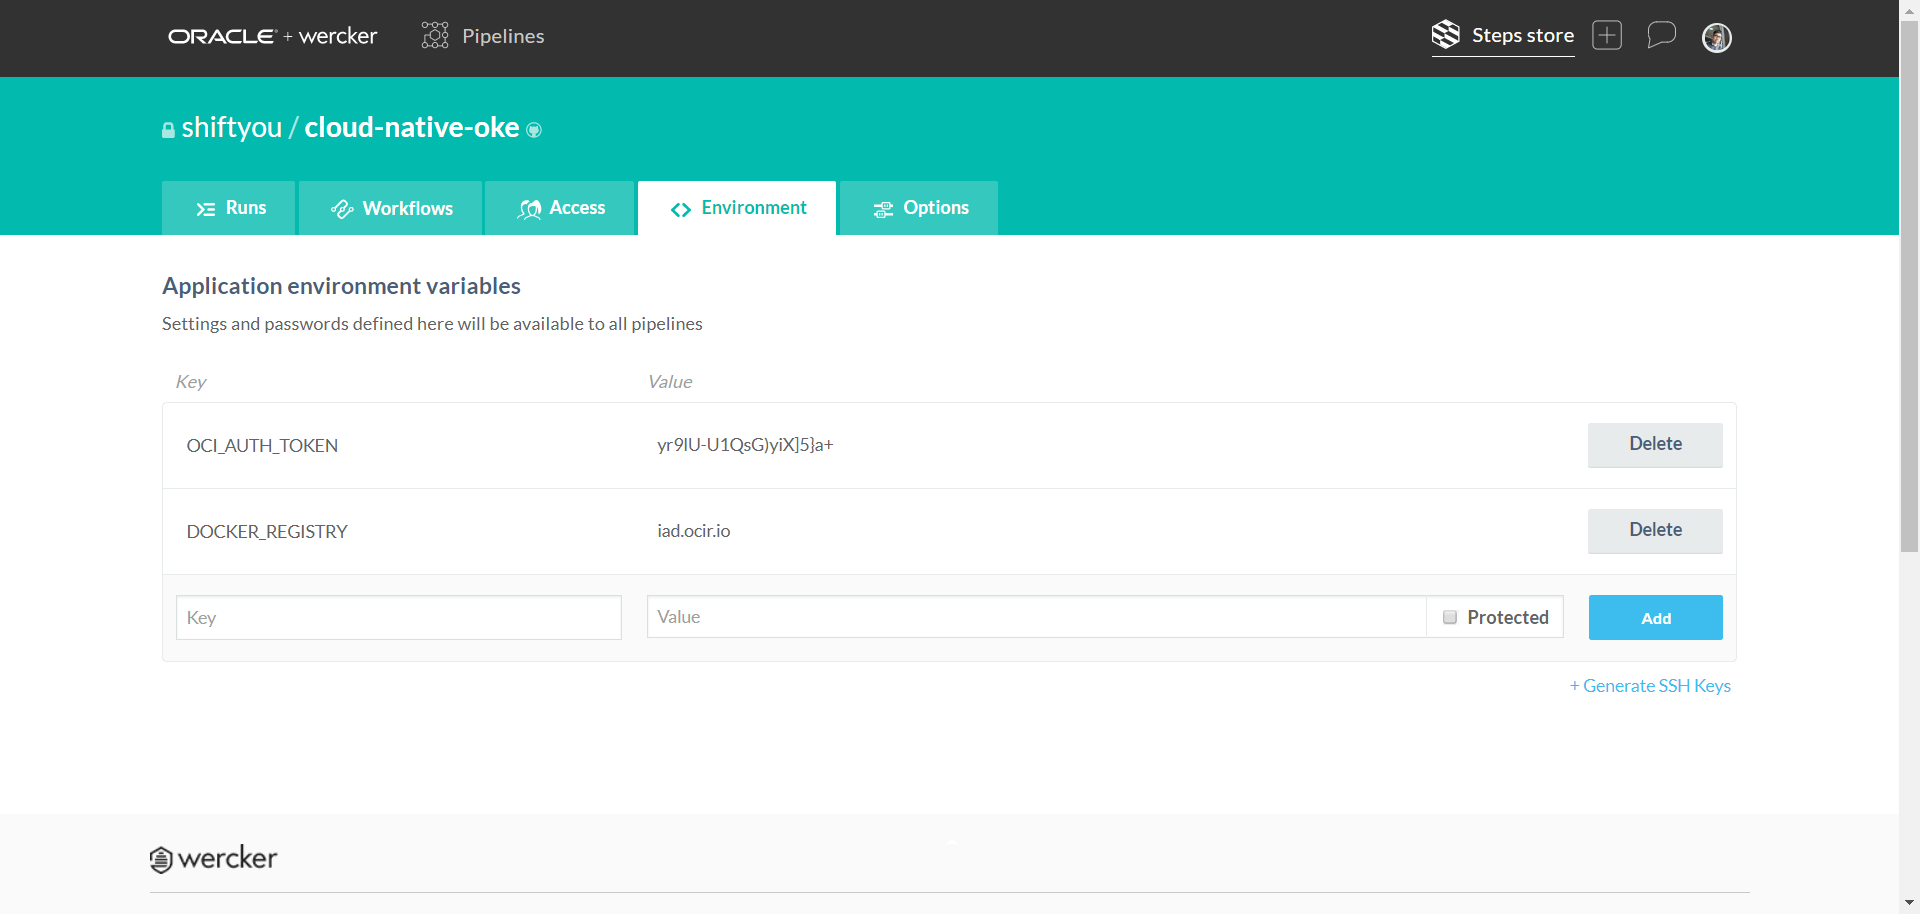 ORACLE + wercker Pipelines Steps store
shiftyou / cloud-native-oke
Runs Workflows Access Environment Options
Application environment variables
Settings and passwords defined here will be available to all pipelines
Key Value
OCI_AUTH_TOKEN yr9lU-U1QsG)yiX]5}a+ Delete
DOCKER_REGISTRY iad.ocir.io Delete
Key Value Protected Add
+ Generate SSH Keys
wercker